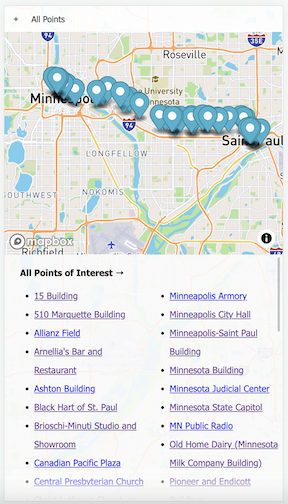 + All Points
94
36E
Roseville
University
Minnesota
94
LONGFELLOW
SOUTHWEST
NOKOMIS
Richfield
mapbox
All Points of Interest →
15 Building
510 Marquette Building
Allianz Field
Arnellia's Bar and
Restaurant
Ashton Building
Black Hart of St. Paul
Brioschi-Minuti Studio and
Showroom
Canadian Pacific Plaza
Central Presbyterian Church
Minneapolis Armory
Minneapolis City Hall
Minneapolis-Saint Paul
Building
Minnesota Building
Minnesota Judicial Center
Minnesota State Capitol
MN Public Radio
Old Home Dairy (Minnesota
Milk Company Building)
Pioneer and Endicott